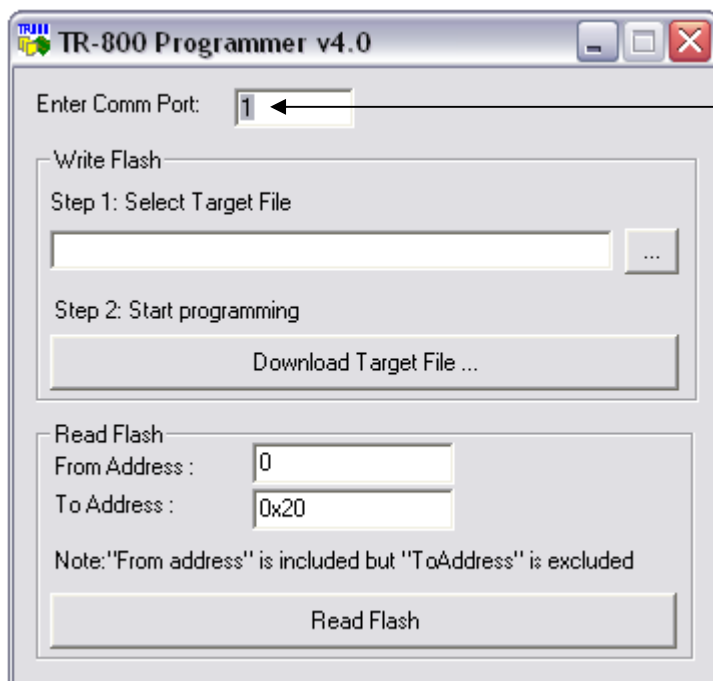 TR-800 Programmer v4.0
Enter Comm Port: 1
Write Flash
Step 1: Select Target File
...
Step 2: Start programming
Download Target File ...
Read Flash
From Address : 0
To Address : 0x20
Note:"From address" is included but "ToAddress" is excluded
Read Flash